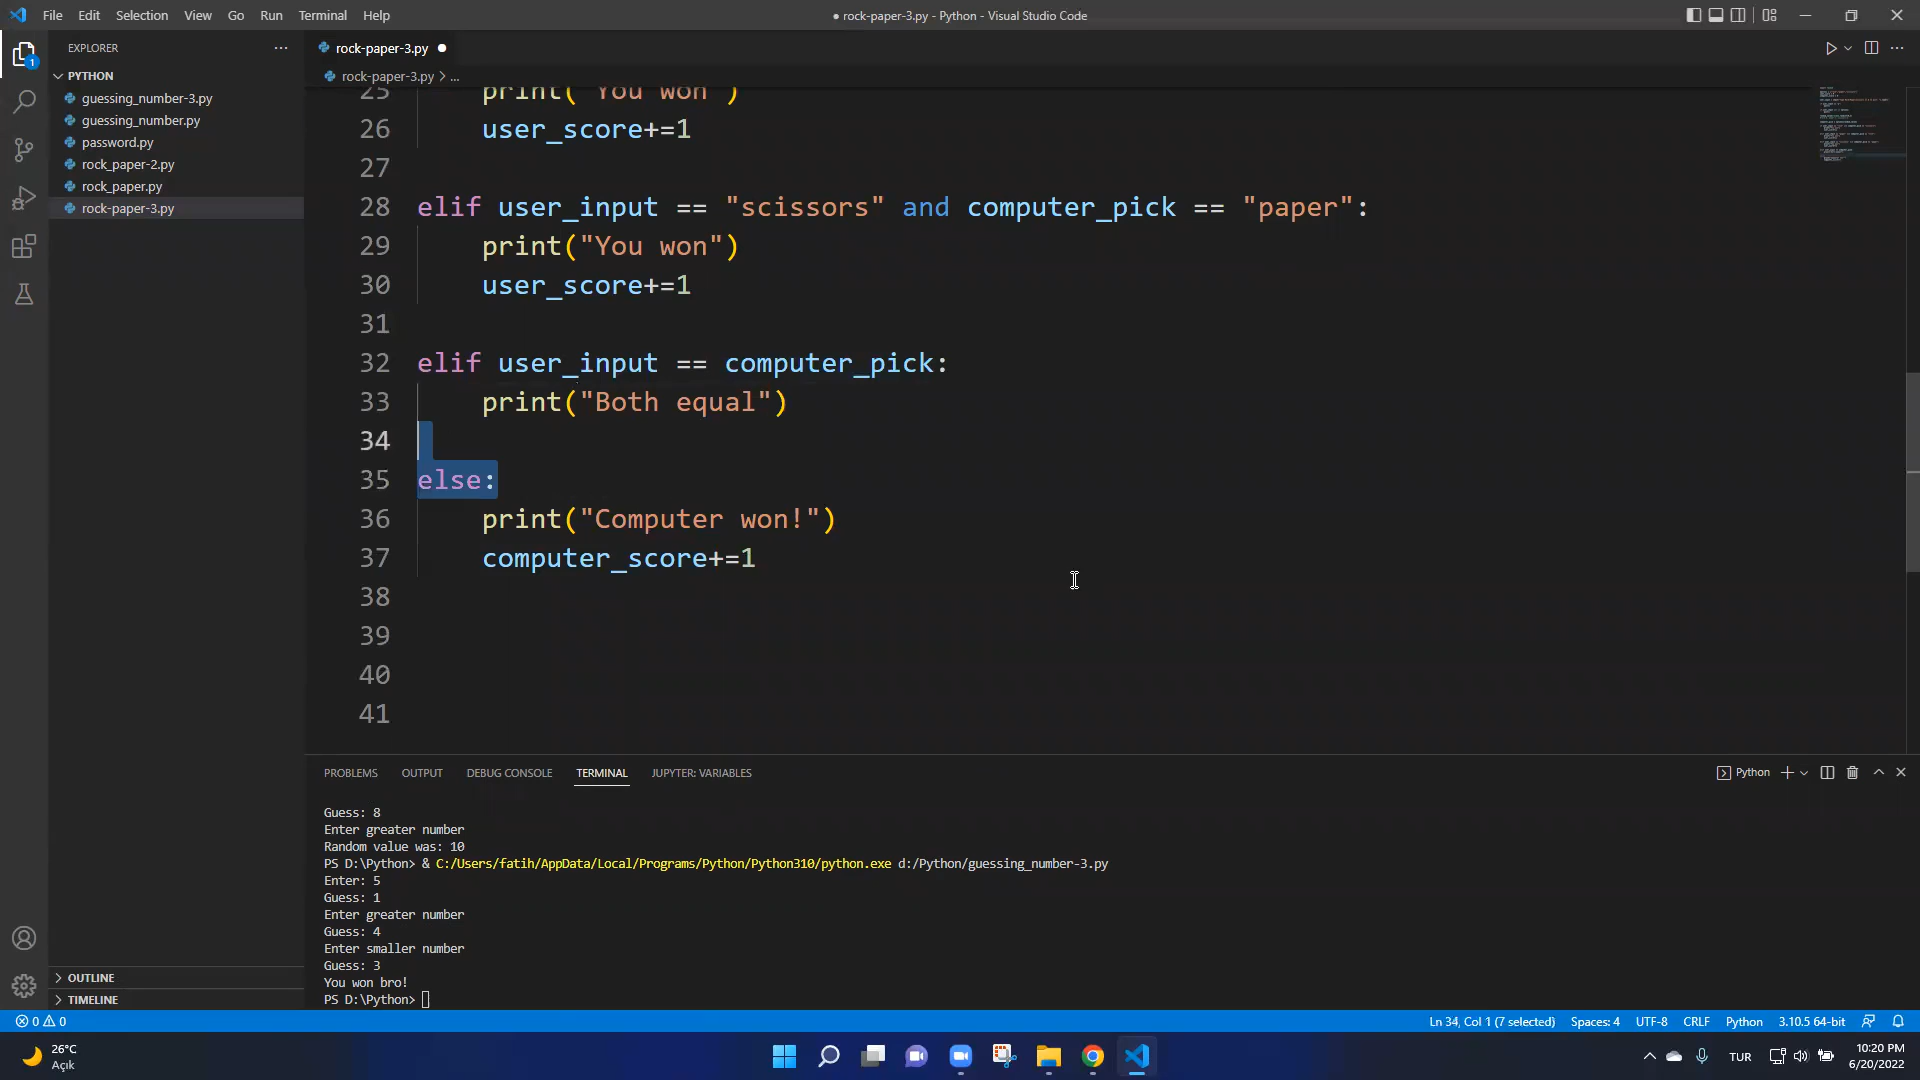 File Edit Selection View Go Run Terminal Help
● rock-paper-3.py - Python - Visual Studio Code
EXPLORER
PYTHON
guessing_number-3.py
guessing_number.py
password.py
rock_paper-2.py
rock_paper.py
rock-paper-3.py
OUTLINE
TIMELINE
1
rock-paper-3.py
rock-paper-3.py > ...
25 print("You won")
26 user_score+=1
27
28 elif user_input == "scissors" and computer_pick == "paper":
29 print("You won")
30 user_score+=1
31
32 elif user_input == computer_pick:
33 print("Both equal")
34
35 else:
36 print("Computer won!")
37 computer_score+=1
38
39
40
41
PROBLEMS OUTPUT DEBUG CONSOLE TERMINAL JUPYTER: VARIABLES
Python
Guess: 8
Enter greater number
Random value was: 10
PS D:\Python> & C:/Users/fatih/AppData/Local/Programs/Python/Python310/python.exe d:/Python/guessing_number-3.py
Enter: 5
Guess: 1
Enter greater number
Guess: 4
Enter smaller number
Guess: 3
You won bro!
PS D:\Python>
0 0
Ln 34, Col 1 (7 selected) Spaces: 4 UTF-8 CRLF Python 3.10.5 64-bit
26°C
Açık
TUR
10:20 PM
6/20/2022